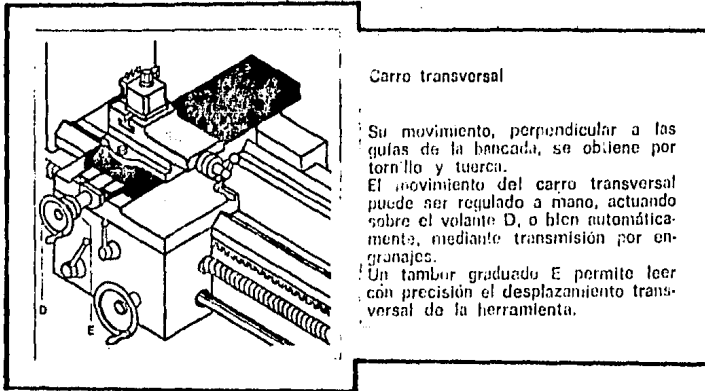 Carro transversal
Su movimiento, perpendicular a las
guías de la bancada, se obtiene por
tornillo y tuerca.
El movimiento del carro transversal
puede ser regulado a mano, actuando
sobre el volante D, o bien automática-
mente, mediante transmisión por en-
granajes.
Un tambor graduado E permite leer
con precisión el desplazamiento trans-
versal de la herramienta.
D
E